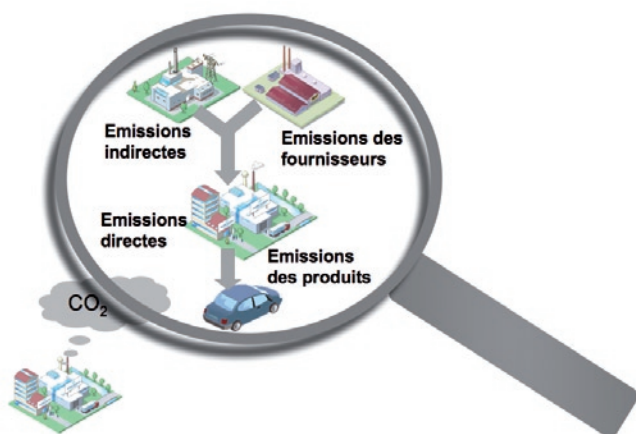 Emissions
indirectes
Emissions des
fournisseurs
Emissions
directes
Emissions
des produits
CO₂